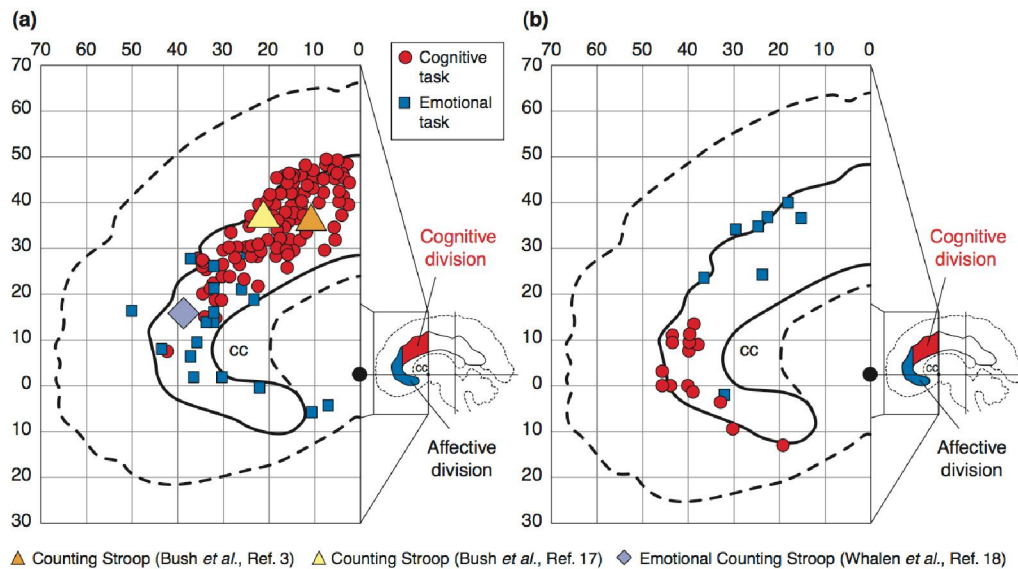 (a)
70 60 50 40 30 20 10 0
70
60
50
40
30
20
10
0
10
20
30
Cognitive
task
Emotional
task
Cognitive
division
cc
cc
Affective
division
(b)
70 60 50 40 30 20 10 0
70
60
50
40
30
20
10
0
10
20
30
Cognitive
division
cc
cc
Affective
division
Counting Stroop (Bush et al., Ref. 3) Counting Stroop (Bush et al., Ref. 17) Emotional Counting Stroop (Whalen et al., Ref. 18)